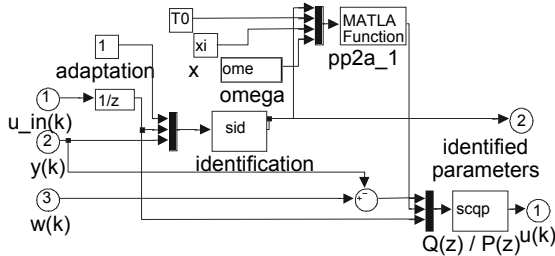 T0
MATLA
Function
pp2a_1
1
adaptation
xi
x
ome
omega
1
u_in(k)
1/z
2
y(k)
sid
identification
2
identified
parameters
3
w(k)
+
−
scqp
Q(z) / P(z)
1
u(k)